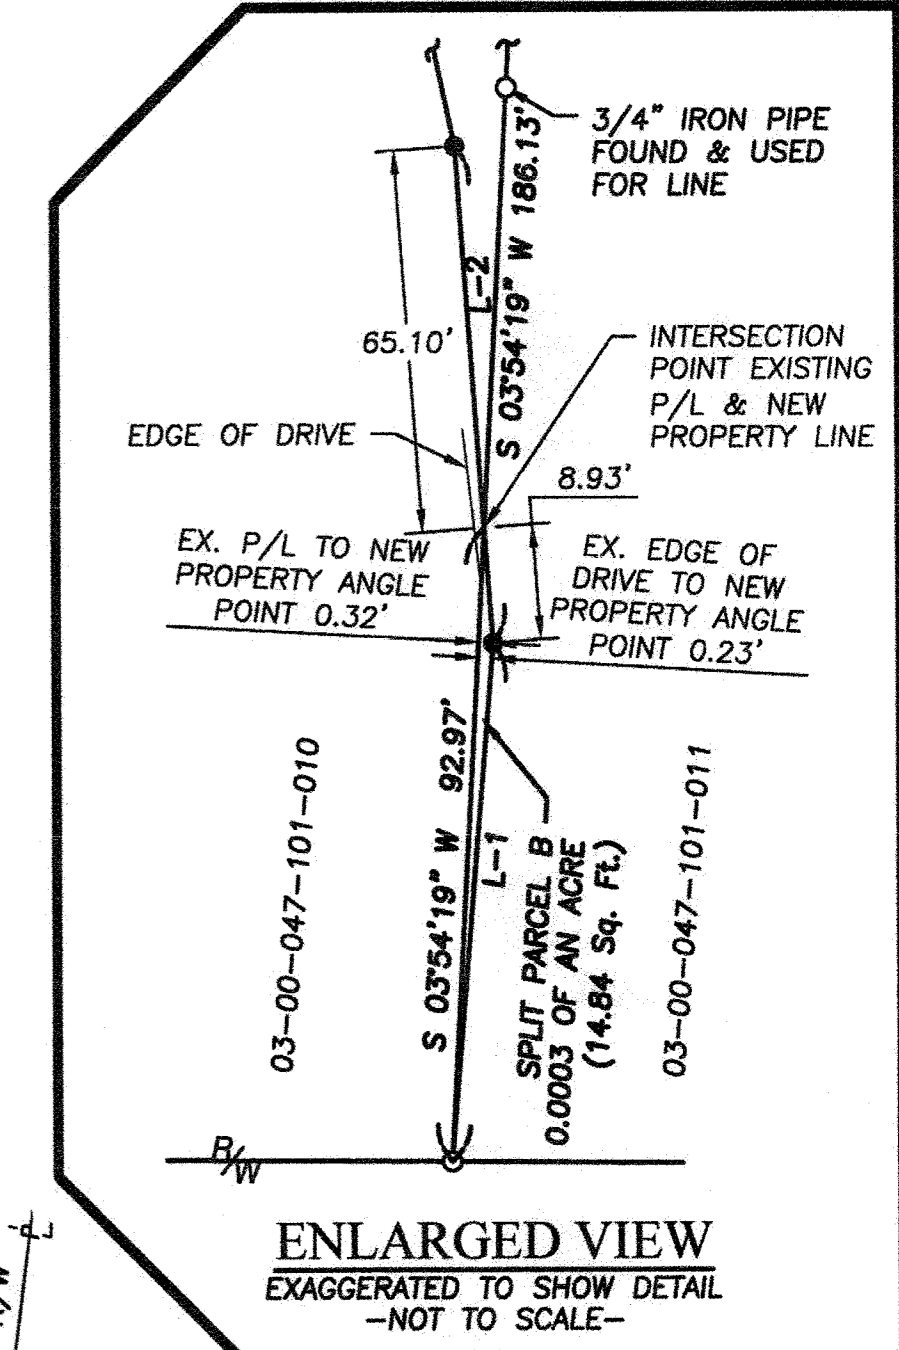 3/4" IRON PIPE
FOUND & USED
FOR LINE
S 03°54'19" W 186.13'
L-2
65.10'
INTERSECTION
POINT EXISTING
P/L & NEW
PROPERTY LINE
EDGE OF DRIVE
8.93'
EX. P/L TO NEW
PROPERTY ANGLE
POINT 0.32'
EX. EDGE OF
DRIVE TO NEW
PROPERTY ANGLE
POINT 0.23'
S 03°54'19" W 92.97'
L-1
03-00-047-101-010
SPLIT PARCEL B
0.0003 OF AN ACRE
(14.84 Sq. Ft.)
03-00-047-101-011
R/W
ENLARGED VIEW
EXAGGERATED TO SHOW DETAIL
-NOT TO SCALE-